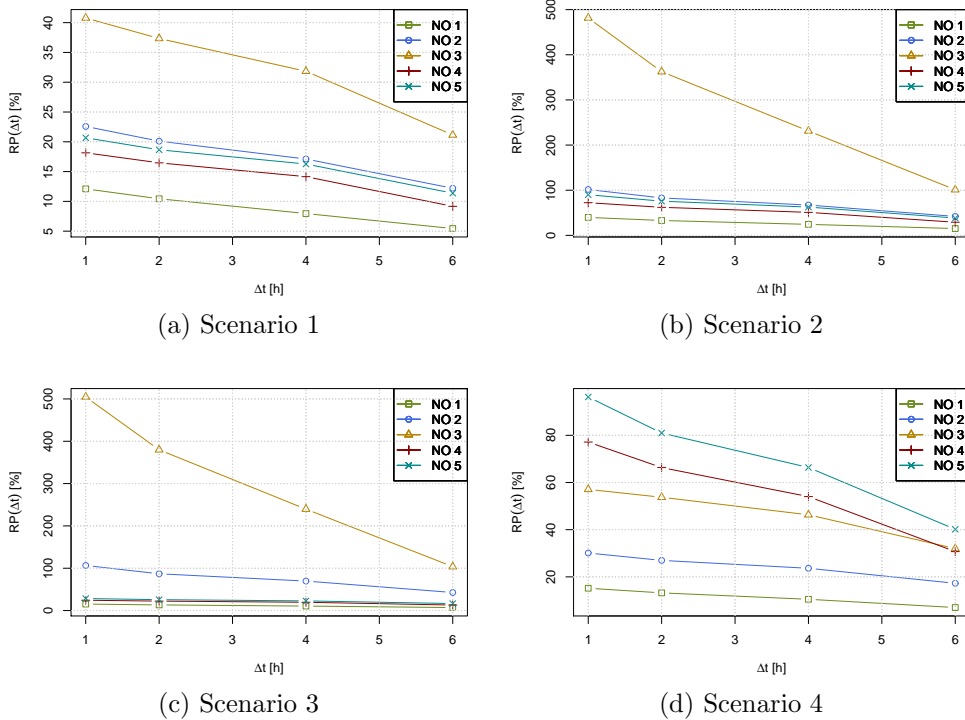 NO 1
NO 2
NO 3
NO 4
NO 5
RP(Δt) [%]
40
35
30
25
20
15
10
5
1 2 3 4 5 6
Δt [h]
(a) Scenario 1
NO 1
NO 2
NO 3
NO 4
NO 5
RP(Δt) [%]
500
400
300
200
100
0
1 2 3 4 5 6
Δt [h]
(b) Scenario 2
NO 1
NO 2
NO 3
NO 4
NO 5
RP(Δt) [%]
500
400
300
200
100
0
1 2 3 4 5 6
Δt [h]
(c) Scenario 3
NO 1
NO 2
NO 3
NO 4
NO 5
RP(Δt) [%]
80
60
40
20
1 2 3 4 5 6
Δt [h]
(d) Scenario 4